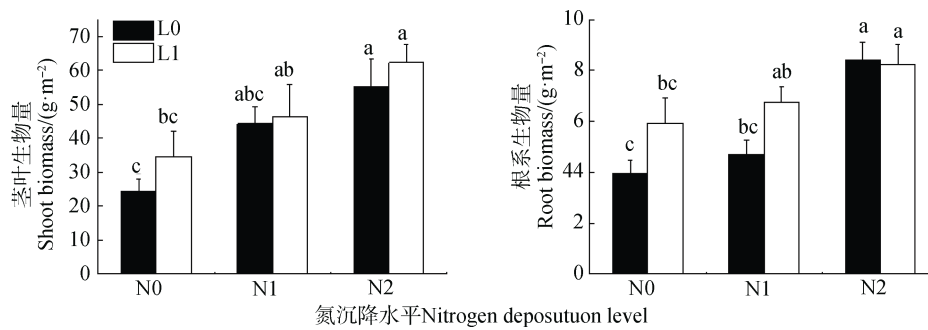 L0
L1
茎叶生物量
Shoot biomass/(g·m⁻²)
70
60
50
40
30
20
10
0
c
bc
abc
ab
a
a
N0
N1
N2
根系生物量
Root biomass/(g·m⁻²)
10
8
6
44
2
44
c
bc
bc
ab
a
a
N0
N1
N2
氮沉降水平Nitrogen deposutuon level